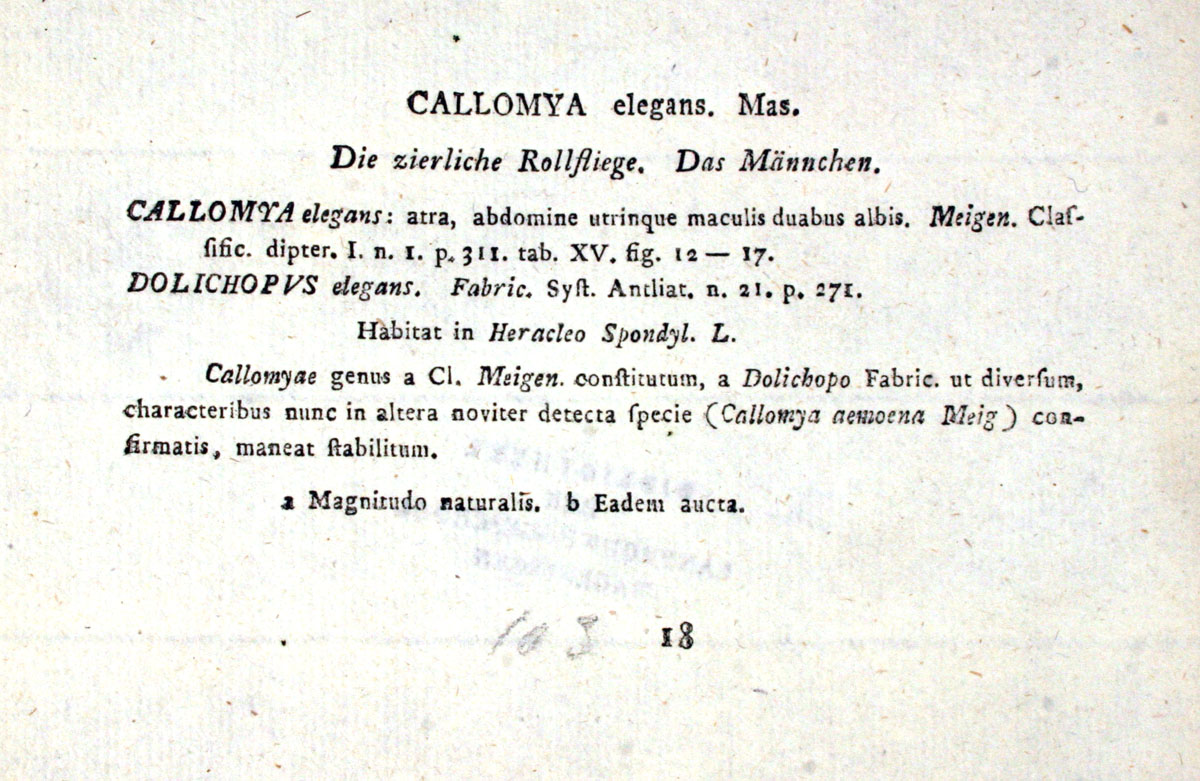 CALLOMYA elegans. Mas.
Die zierliche Rollfliege. Das Männchen.
CALLOMYA elegans: atra, abdomine utrinque maculis duabus albis. Meigen. Claſ-
ſific. dipter. I. n. 1. p. 311. tab. XV. fig. 12 — 17.
DOLICHOPVS elegans. Fabric. Syſt. Antliat. n. 21. p. 271.
Habitat in Heracleo Spondyl. L.
Callomyae genus a Cl. Meigen. conſtitutum, a Dolichopo Fabric. ut diverſum,
characteribus nunc in altera noviter detecta ſpecie (Callomya aemoena Meig) con-
firmatis, maneat ſtabilitum.
a Magnitudo naturalis. b Eadem aucta.
103 18